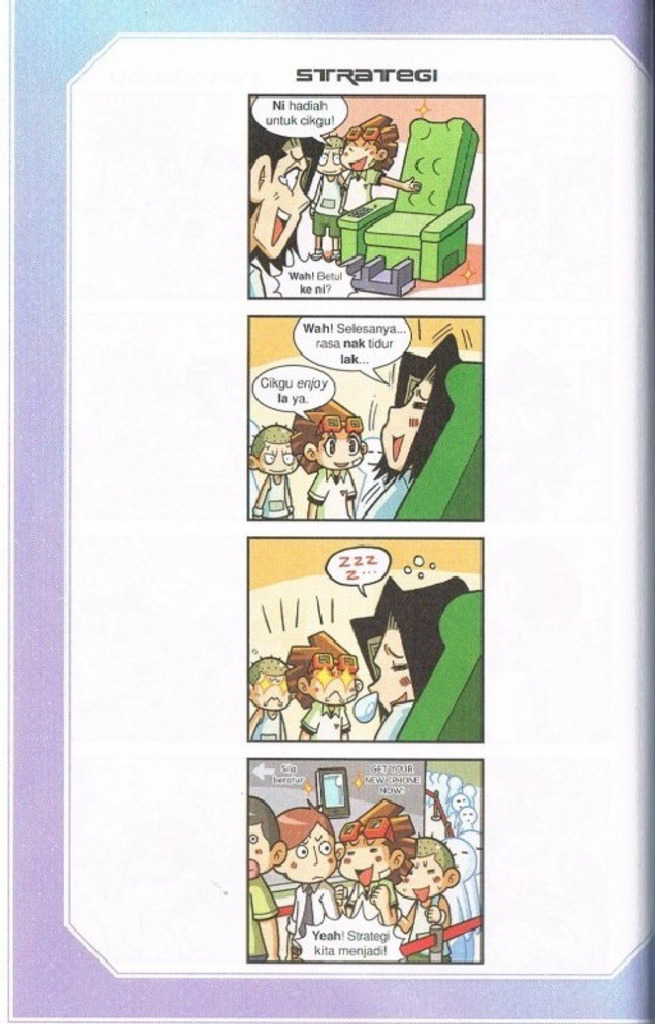 STRATEGI
Ni hadiah
untuk cikgu!
Wah! Betul
ke ni?
Wah! Sellesanya...
rasa nak tidur
lak...
Cikgu enjoy
la ya.
ZZZ
Z...
Sila
beratur
GET YOUR
NEW I-PHONE
NOW!
Yeah! Strategi
kita menjadi!